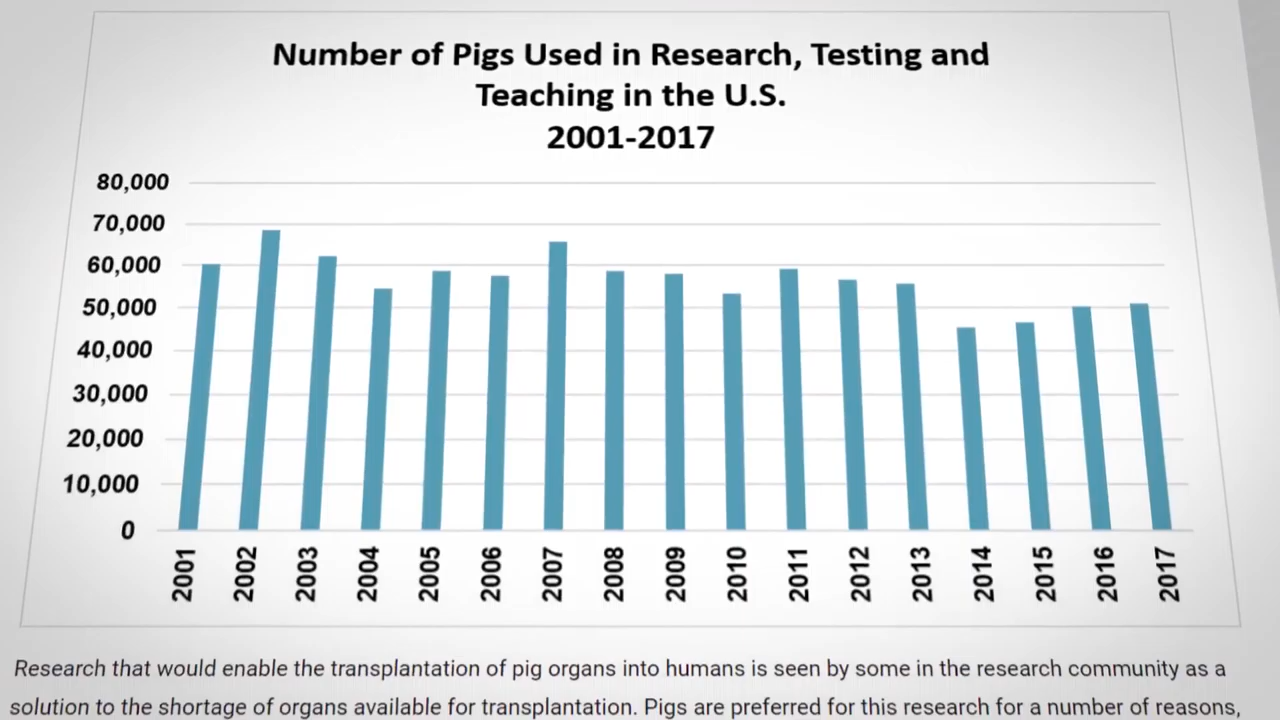 Number of Pigs Used in Research, Testing and
Teaching in the U.S.
2001-2017
80,000
70,000
60,000
50,000
40,000
30,000
20,000
10,000
0
2001 2002 2003 2004 2005 2006 2007 2008 2009 2010 2011 2012 2013 2014 2015 2016 2017
Research that would enable the transplantation of pig organs into humans is seen by some in the research community as a
solution to the shortage of organs available for transplantation. Pigs are preferred for this research for a number of reasons,